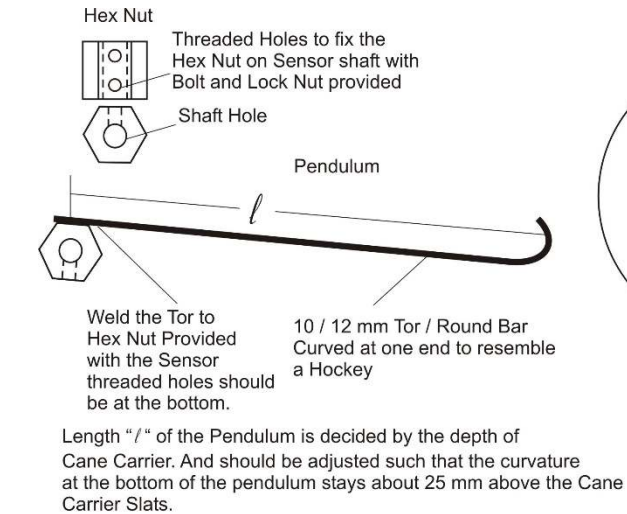 Hex Nut
Threaded Holes to fix the
Hex Nut on Sensor shaft with
Bolt and Lock Nut provided
Shaft Hole
Pendulum
ℓ
Weld the Tor to
Hex Nut Provided
with the Sensor
threaded holes should
be at the bottom.
10 / 12 mm Tor / Round Bar
Curved at one end to resemble
a Hockey
Length “ℓ“ of the Pendulum is decided by the depth of
Cane Carrier. And should be adjusted such that the curvature
at the bottom of the pendulum stays about 25 mm above the Cane
Carrier Slats.